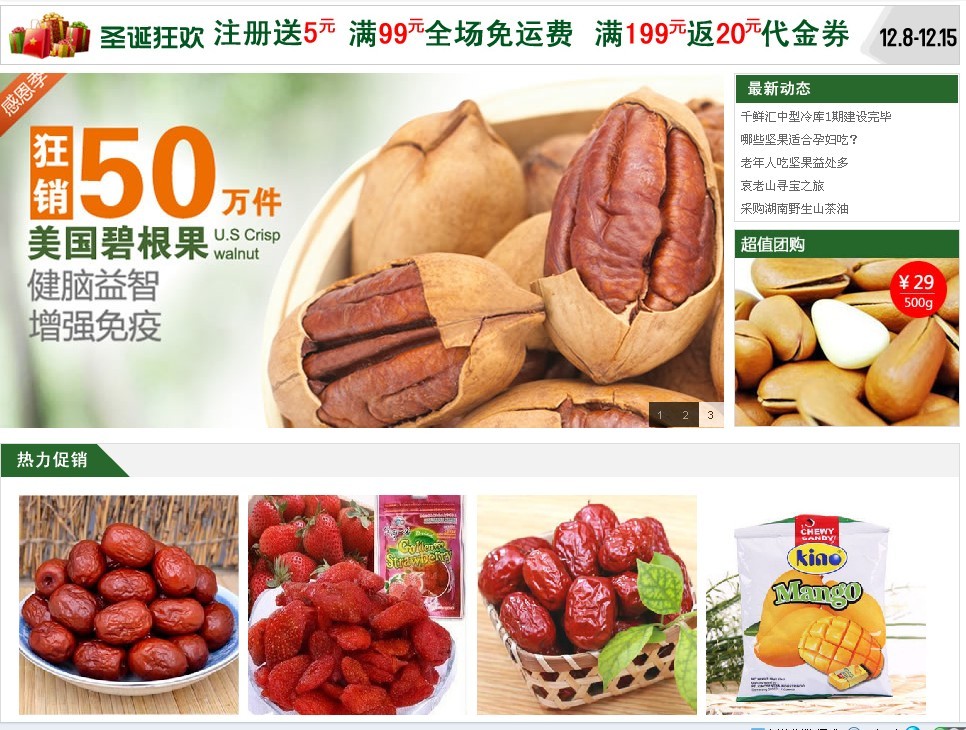 圣诞狂欢 注册送5元 满99元全场免运费 满199元返20元代金券 12.8-12.15
感恩季
狂销50万件
美国碧根果 U.S Crisp walnut
健脑益智
增强免疫
1 2 3
最新动态
千鲜汇中型冷库1期建设完毕
哪些坚果适合孕妇吃?
老年人吃坚果益处多
哀老山寻宝之旅
采购湖南野生山茶油
超值团购
¥29
500g
热力促销
Strawberry
CHEWY
CANDY
kino
Mango